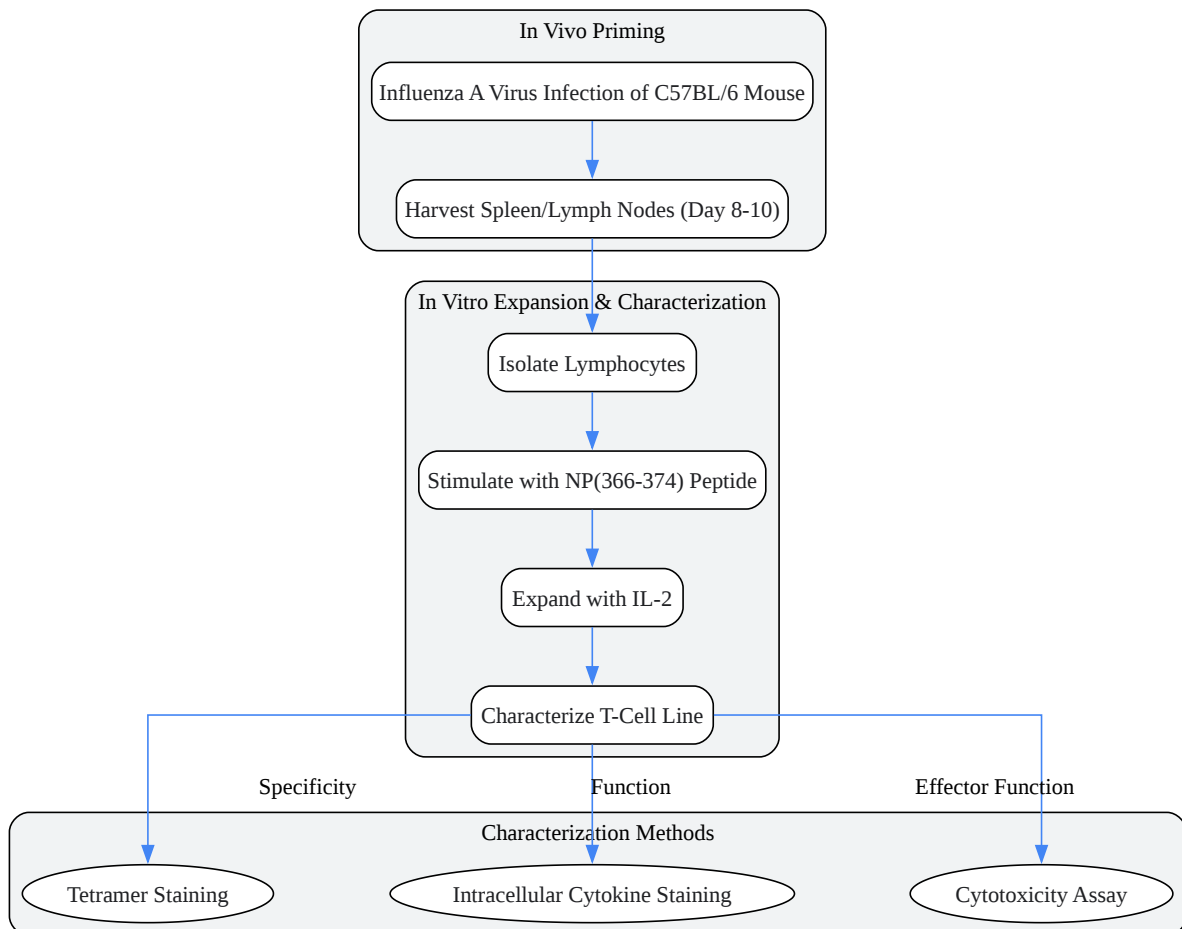 In Vivo Priming
Influenza A Virus Infection of C57BL/6 Mouse
Harvest Spleen/Lymph Nodes (Day 8-10)
In Vitro Expansion & Characterization
Isolate Lymphocytes
Stimulate with NP(366-374) Peptide
Expand with IL-2
Characterize T-Cell Line
Specificity
Function
Effector Function
Characterization Methods
Tetramer Staining
Intracellular Cytokine Staining
Cytotoxicity Assay